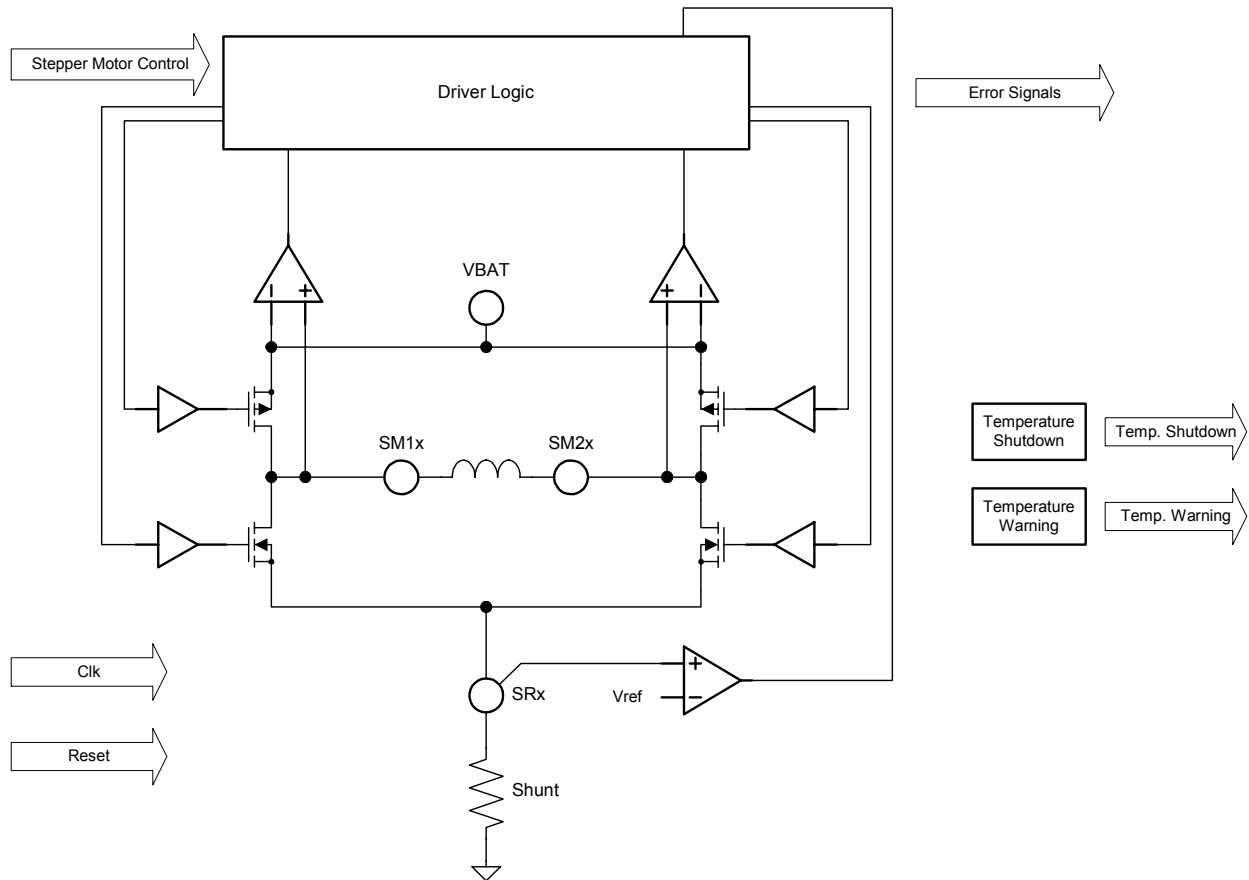 Stepper Motor Control
Driver Logic
Error Signals
VBAT
SM1x
SM2x
Temperature
Shutdown
Temp. Shutdown
Temperature
Warning
Temp. Warning
Clk
SRx
Vref
Reset
Shunt